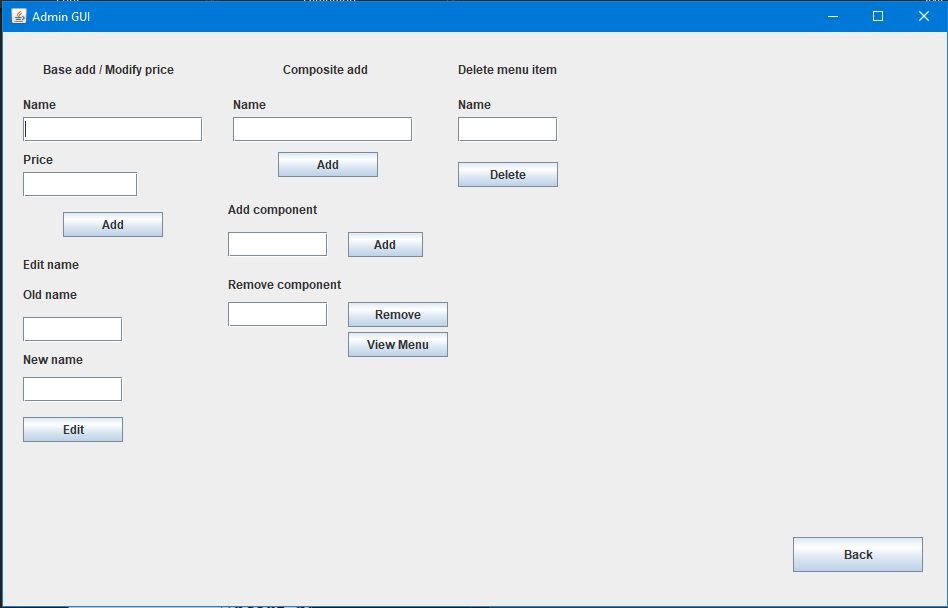 Admin GUI
Base add / Modify price
Name
Price
Add
Edit name
Old name
New name
Edit
Composite add
Name
Add
Add component
Add
Remove component
Remove
View Menu
Delete menu item
Name
Delete
Back